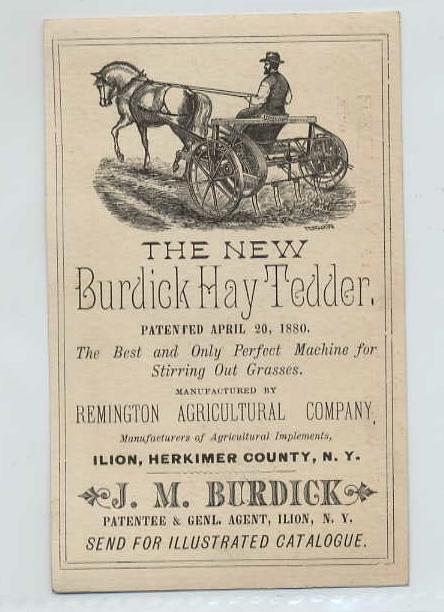 THE NEW
Burdick Hay Tedder.
PATENTED APRIL 20, 1880.
The Best and Only Perfect Machine for
Stirring Out Grasses.
MANUFACTURED BY
REMINGTON AGRICULTURAL COMPANY,
Manufacturers of Agricultural Implements,
ILION, HERKIMER COUNTY, N. Y.
J. M. BURDICK
PATENTEE & GENL. AGENT, ILION, N. Y.
SEND FOR ILLUSTRATED CATALOGUE.